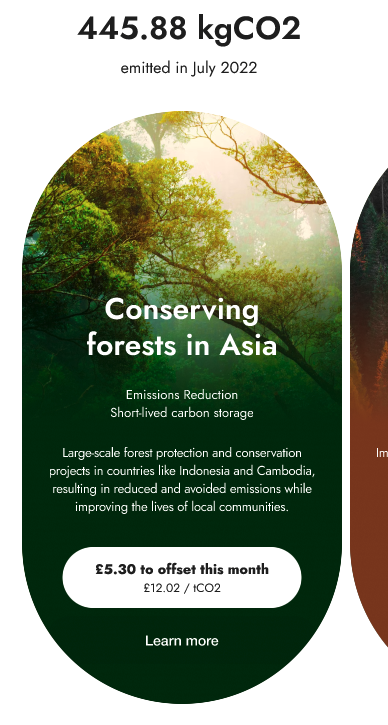 445.88 kgCO2
emitted in July 2022
Conserving
forests in Asia
Emissions Reduction
Short-lived carbon storage
Large-scale forest protection and conservation
projects in countries like Indonesia and Cambodia,
resulting in reduced and avoided emissions while
improving the lives of local communities.
£5.30 to offset this month
£12.02 / tCO2
Learn more